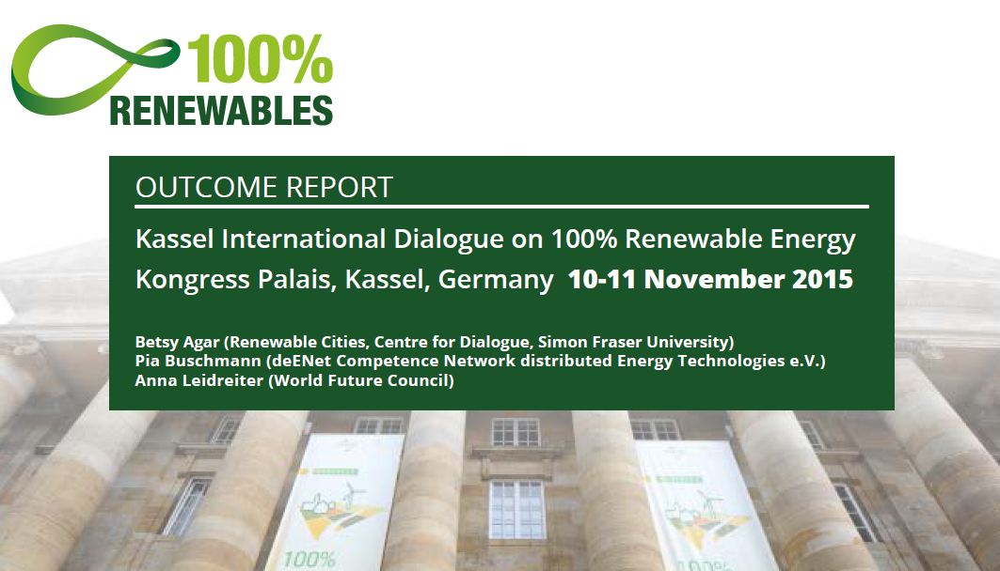 100%
RENEWABLES
OUTCOME REPORT
Kassel International Dialogue on 100% Renewable Energy
Kongress Palais, Kassel, Germany 10-11 November 2015
Betsy Agar (Renewable Cities, Centre for Dialogue, Simon Fraser University)
Pia Buschmann (deENet Competence Network distributed Energy Technologies e.V.)
Anna Leidreiter (World Future Council)
100%
100%